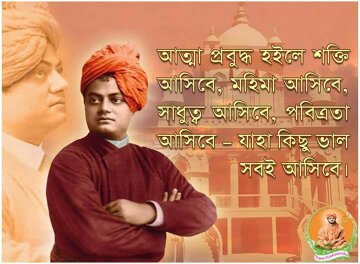 আত্মা প্রবুদ্ধ হইলে শক্তি
আসিবে, মহিমা আসিবে,
সাধুত্ব আসিবে, পবিত্রতা
আসিবে – যাহা কিছু ভাল
সবই আসিবে।